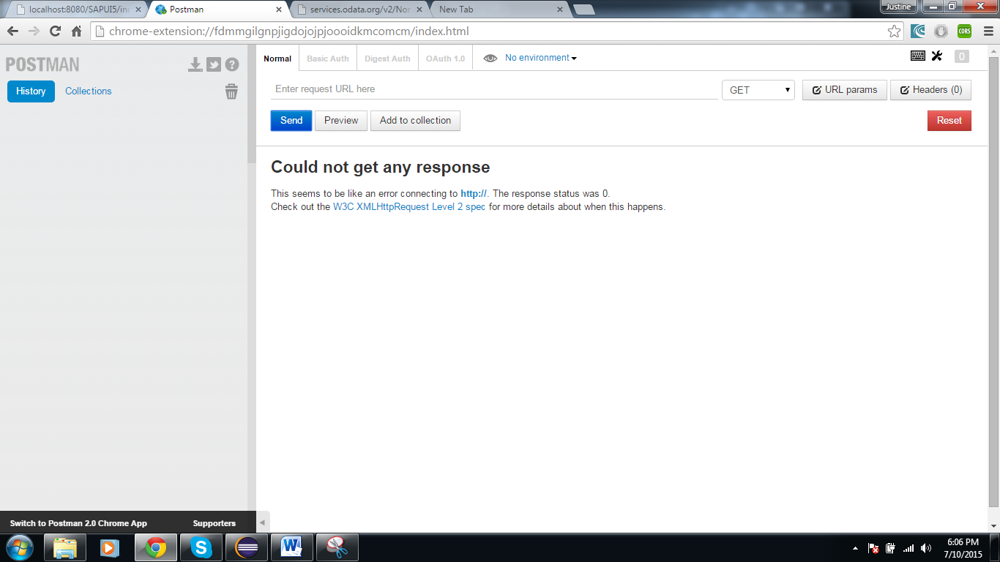 localhost:8080/SAPUI5/ind
Postman
services.odata.org/v2/Nor
New Tab
Justine
chrome-extension://fdmmgilgnpjigdojojpjoooidkmcomcm/index.html
CORS
POSTMAN
?
Normal
Basic Auth
Digest Auth
OAuth 1.0
No environment
0
History
Collections
Enter request URL here
GET
URL params
Headers (0)
Send
Preview
Add to collection
Reset
Could not get any response
This seems to be like an error connecting to http://. The response status was 0.
Check out the W3C XMLHttpRequest Level 2 spec for more details about when this happens.
Switch to Postman 2.0 Chrome App
Supporters
6:06 PM
7/10/2015